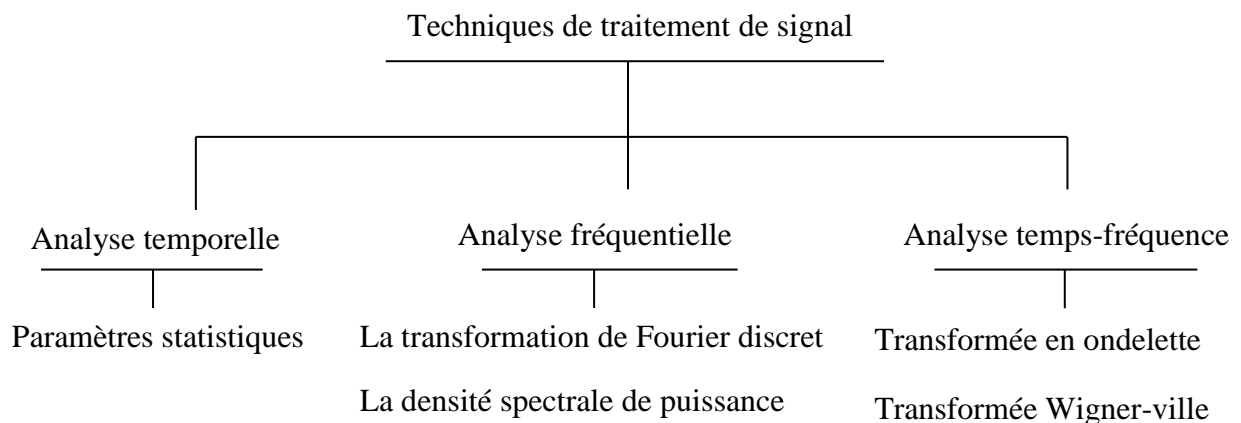 Techniques de traitement de signal
Analyse temporelle
Analyse fréquentielle
Analyse temps-fréquence
Paramètres statistiques
La transformation de Fourier discret
Transformée en ondelette
La densité spectrale de puissance
Transformée Wigner-ville